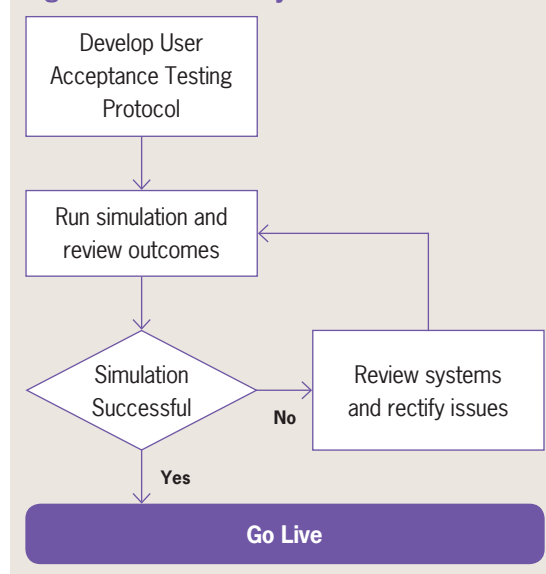 Develop User
Acceptance Testing
Protocol
Run simulation and
review outcomes
Simulation
Successful
No
Review systems
and rectify issues
Yes
Go Live